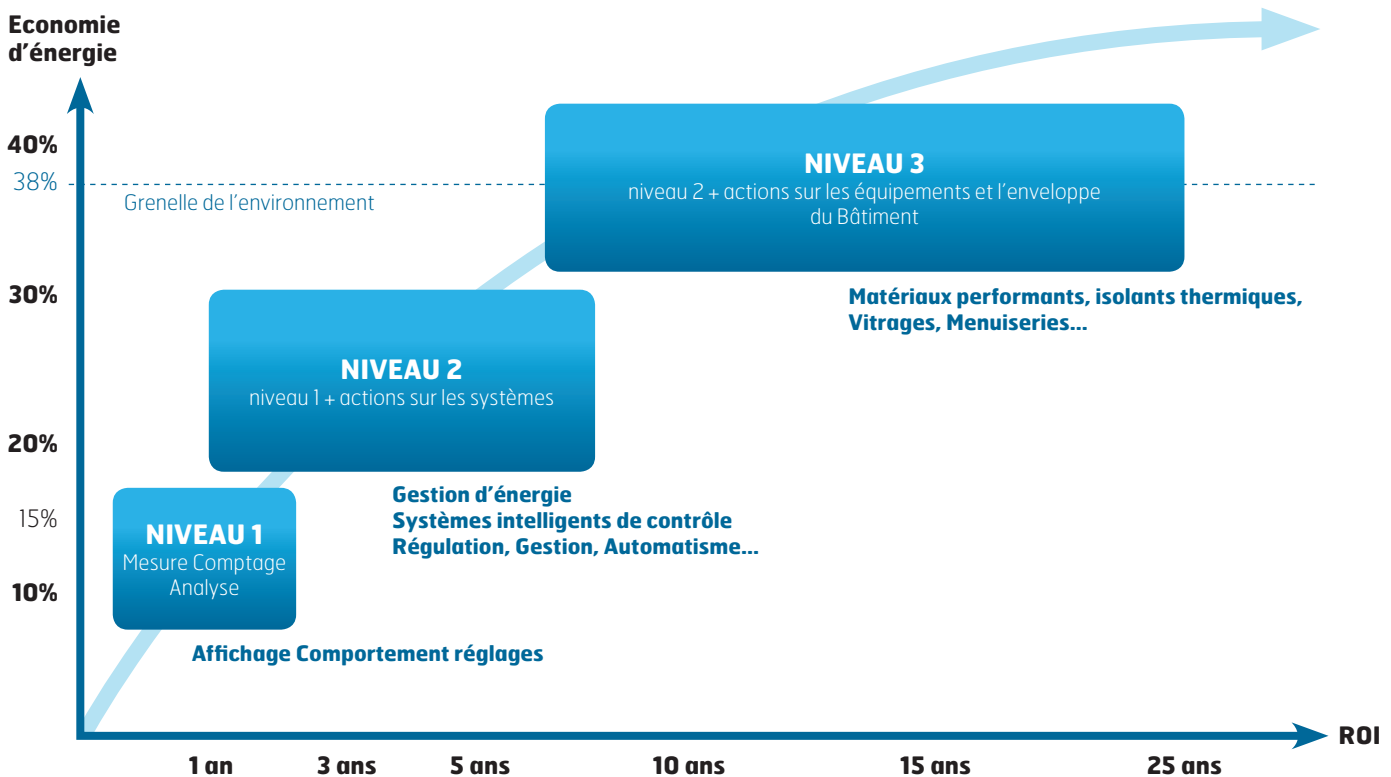 Economie
d'énergie
40%
38%
Grenelle de l'environnement
NIVEAU 3
niveau 2 + actions sur les équipements et l'enveloppe
du Bâtiment
30%
Matériaux performants, isolants thermiques,
Vitrages, Menuiseries...
NIVEAU 2
niveau 1 + actions sur les systèmes
20%
Gestion d'énergie
Systèmes intelligents de contrôle
Régulation, Gestion, Automatisme...
15%
NIVEAU 1
Mesure Comptage
Analyse
10%
Affichage Comportement réglages
ROI
1 an 3 ans 5 ans 10 ans 15 ans 25 ans